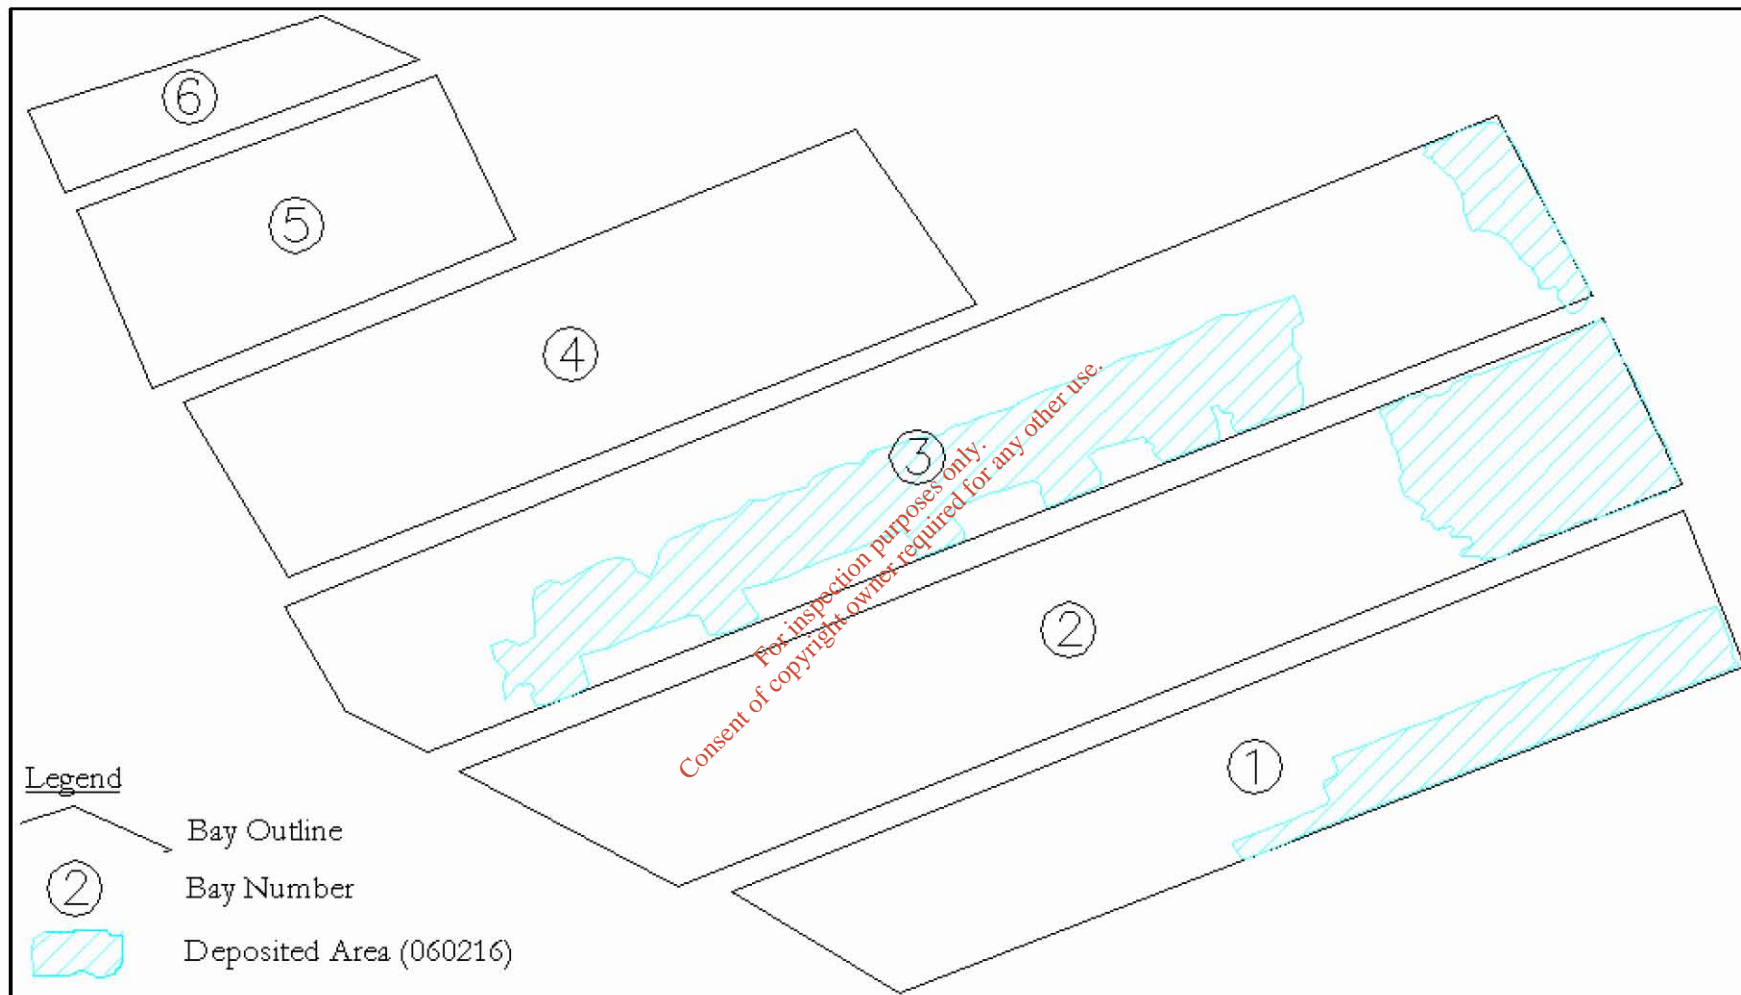 6
5
4
3
2
1
For inspection purposes only.
Consent of copyright owner required for any other use.
Legend
Bay Outline
2 Bay Number
Deposited Area (060216)